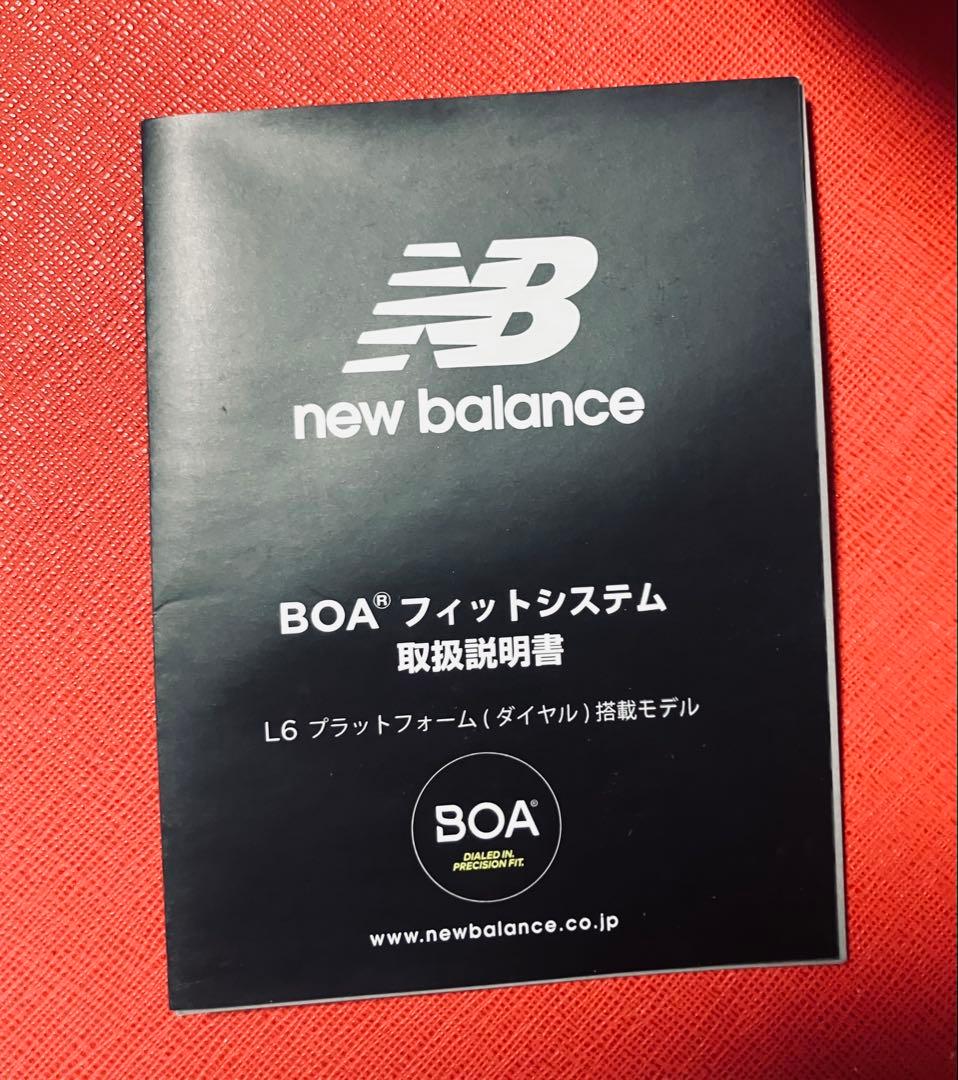 NB
new balance
BOA® フィットシステム
取扱説明書
L6 プラットフォーム(ダイヤル)搭載モデル
BOA®
DIALED IN.
PRECISION FIT.
www.newbalance.co.jp